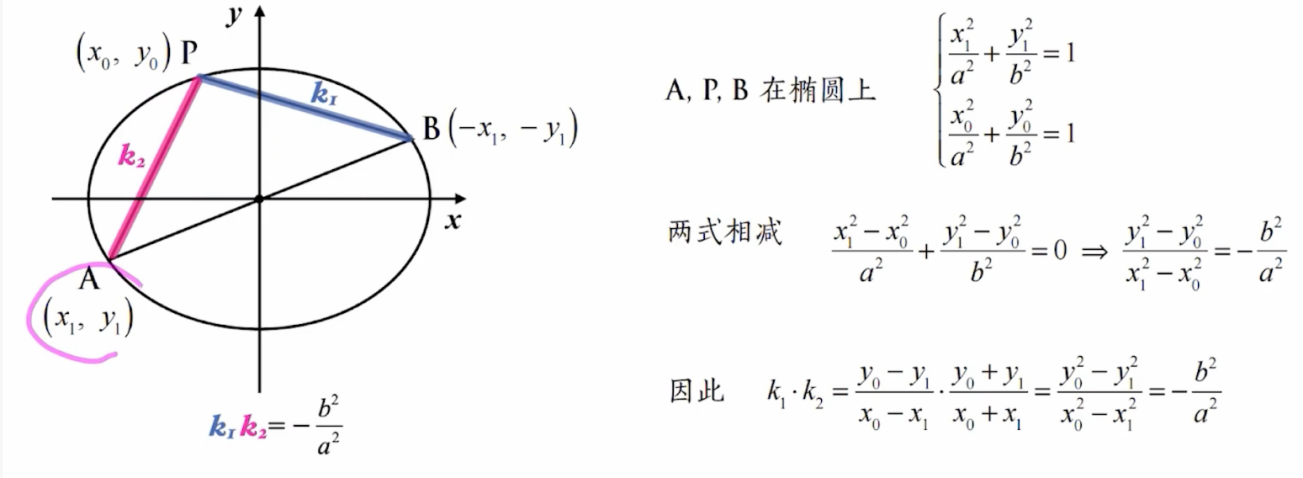 y
(x₀, y₀) P
k₁
B (−x₁, −y₁)
k₂
x
A
(x₁, y₁)
k₁k₂ = −b²/a²
A, P, B 在椭圆上 { x₁²/a² + y₁²/b² = 1
x₀²/a² + y₀²/b² = 1
两式相减 (x₁² − x₀²)/a² + (y₁² − y₀²)/b² = 0 ⇒ (y₁² − y₀²)/(x₁² − x₀²) = −b²/a²
因此 k₁·k₂ = (y₀ − y₁)/(x₀ − x₁) · (y₀ + y₁)/(x₀ + x₁) = (y₀² − y₁²)/(x₀² − x₁²) = −b²/a²